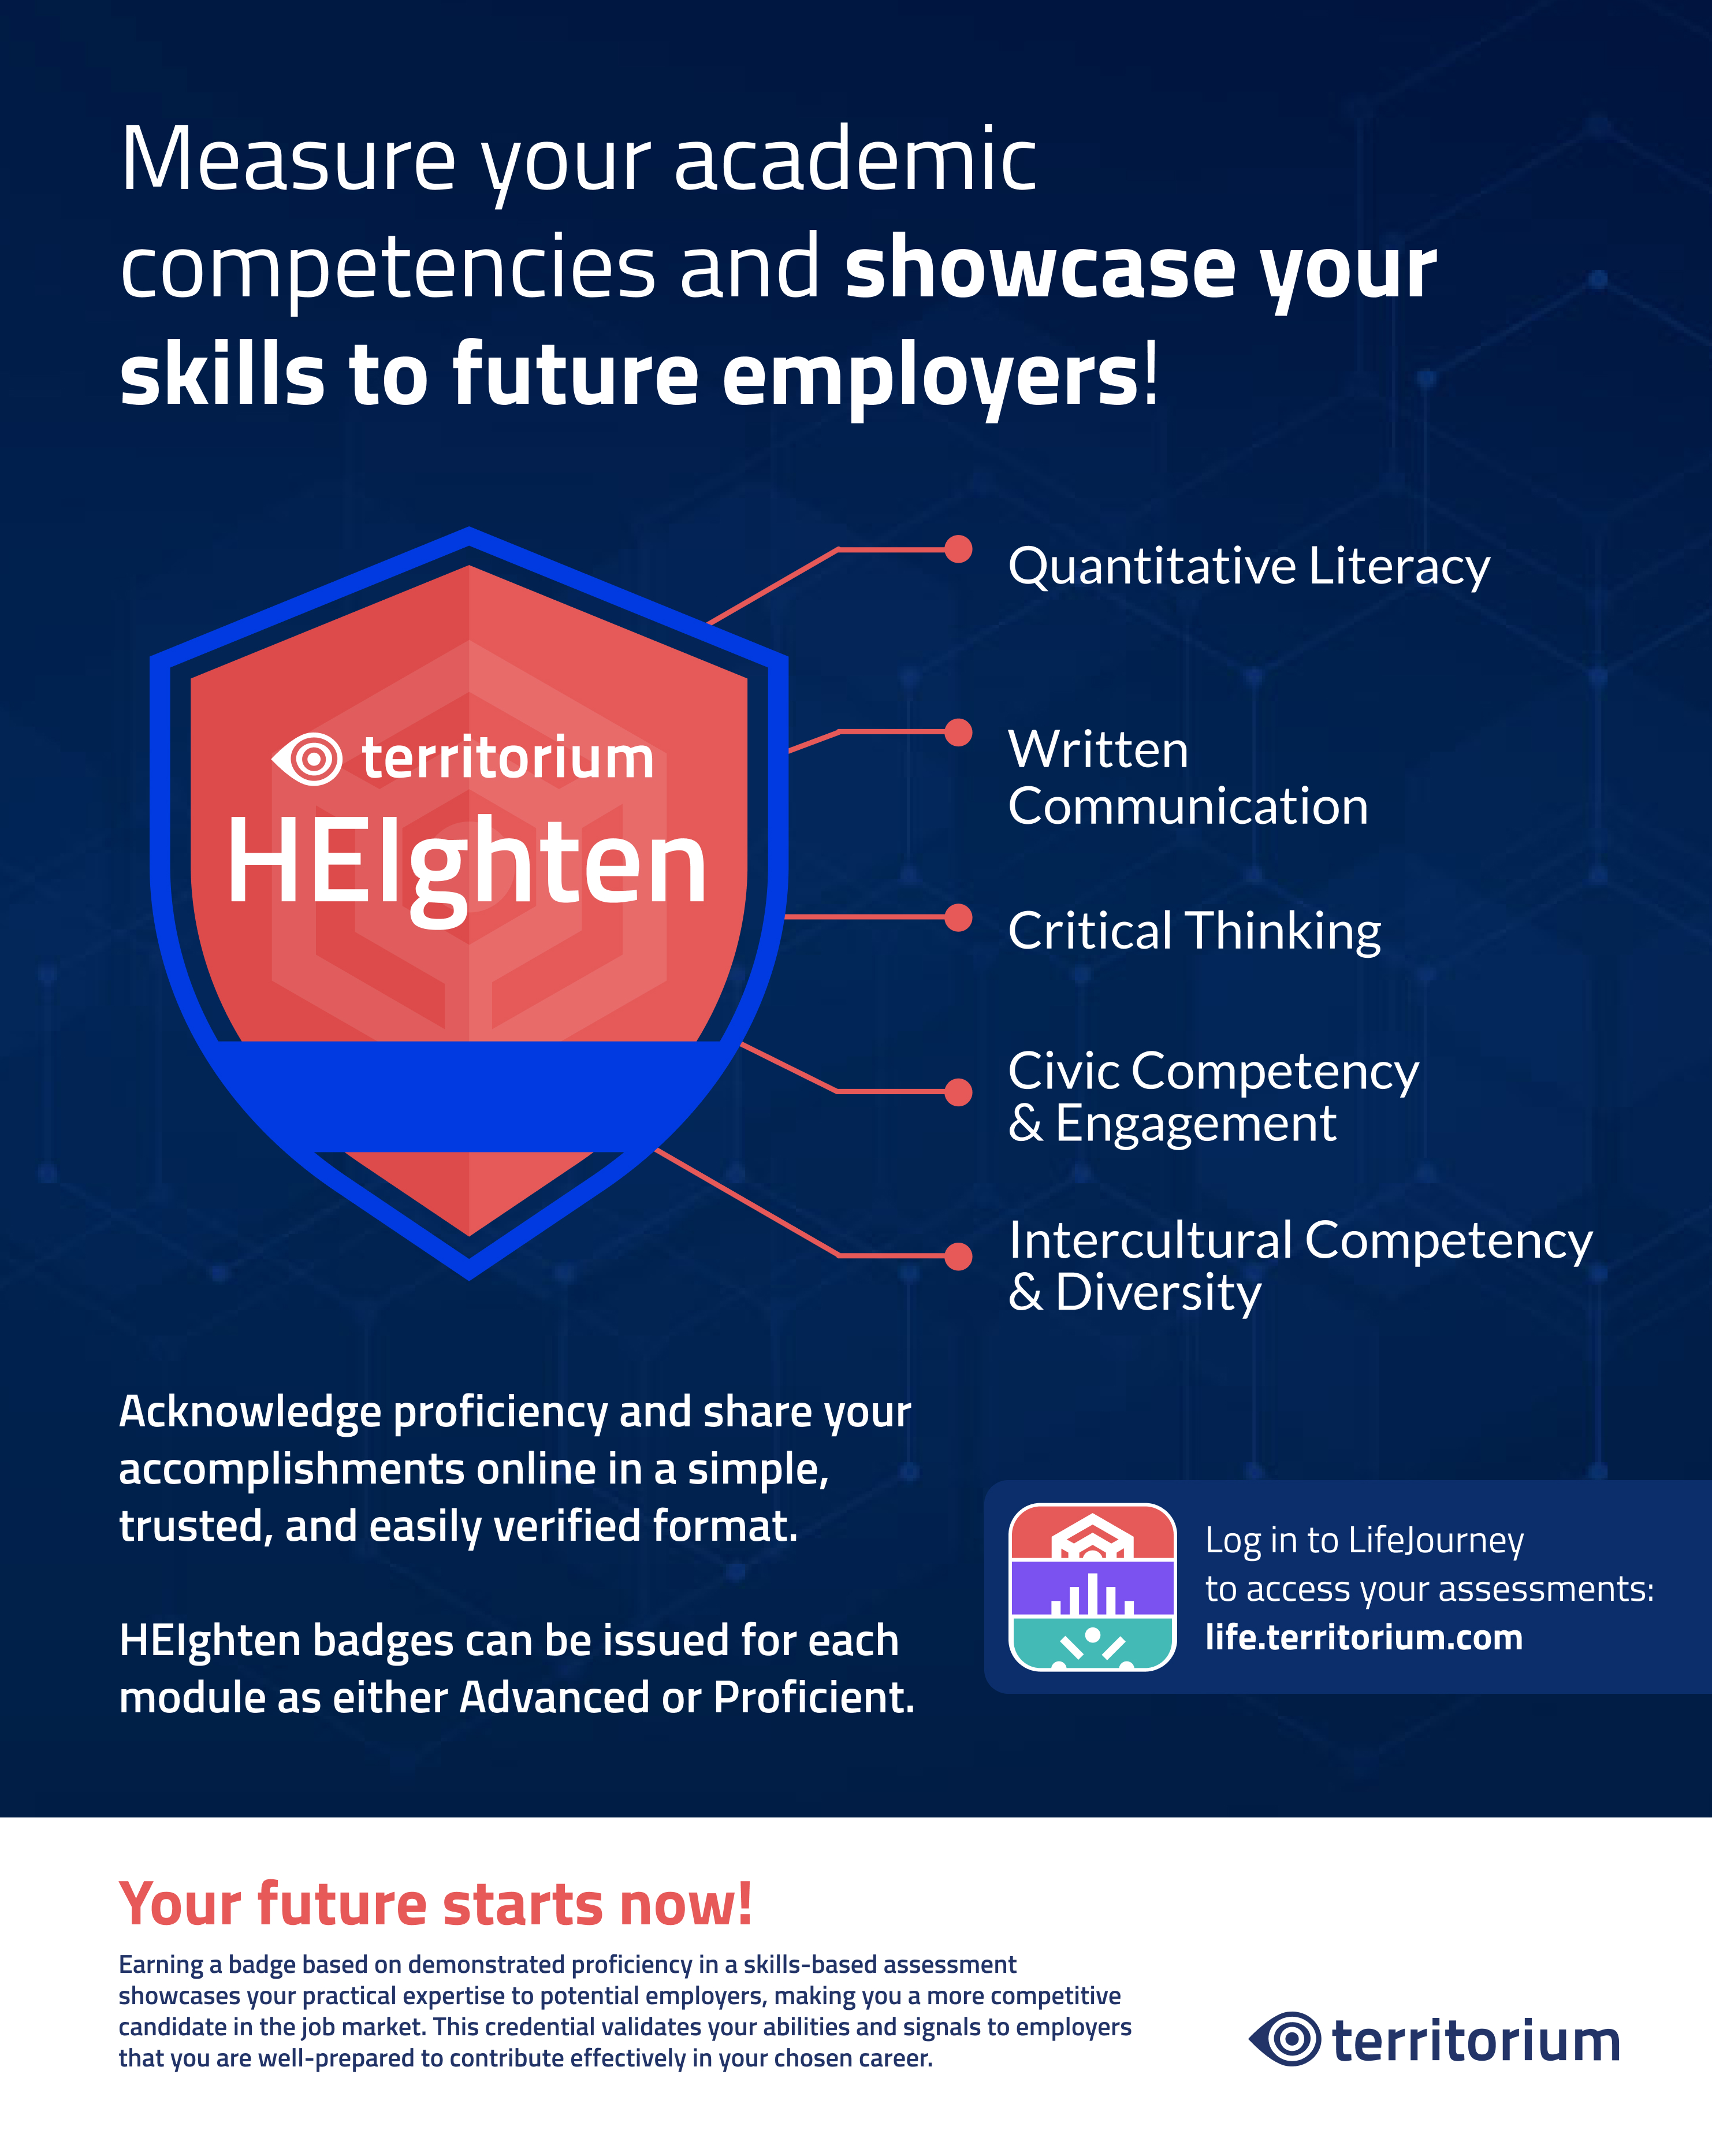 Measure your academic
competencies and showcase your
skills to future employers!
territorium
HEIghten
Quantitative Literacy
Written
Communication
Critical Thinking
Civic Competency
& Engagement
Intercultural Competency
& Diversity
Acknowledge proficiency and share your
accomplishments online in a simple,
trusted, and easily verified format.
HEIghten badges can be issued for each
module as either Advanced or Proficient.
Log in to LifeJourney
to access your assessments:
life.territorium.com
Your future starts now!
Earning a badge based on demonstrated proficiency in a skills-based assessment
showcases your practical expertise to potential employers, making you a more competitive
candidate in the job market. This credential validates your abilities and signals to employers
that you are well-prepared to contribute effectively in your chosen career.
territorium